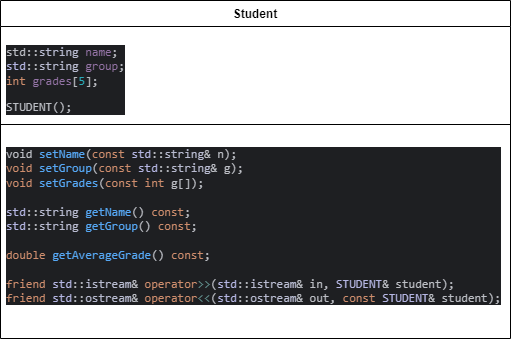 Student
std::string name;
std::string group;
int grades[5];
STUDENT();
void setName(const std::string& n);
void setGroup(const std::string& g);
void setGrades(const int g[]);
std::string getName() const;
std::string getGroup() const;
double getAverageGrade() const;
friend std::istream& operator>>(std::istream& in, STUDENT& student);
friend std::ostream& operator<<(std::ostream& out, const STUDENT& student);